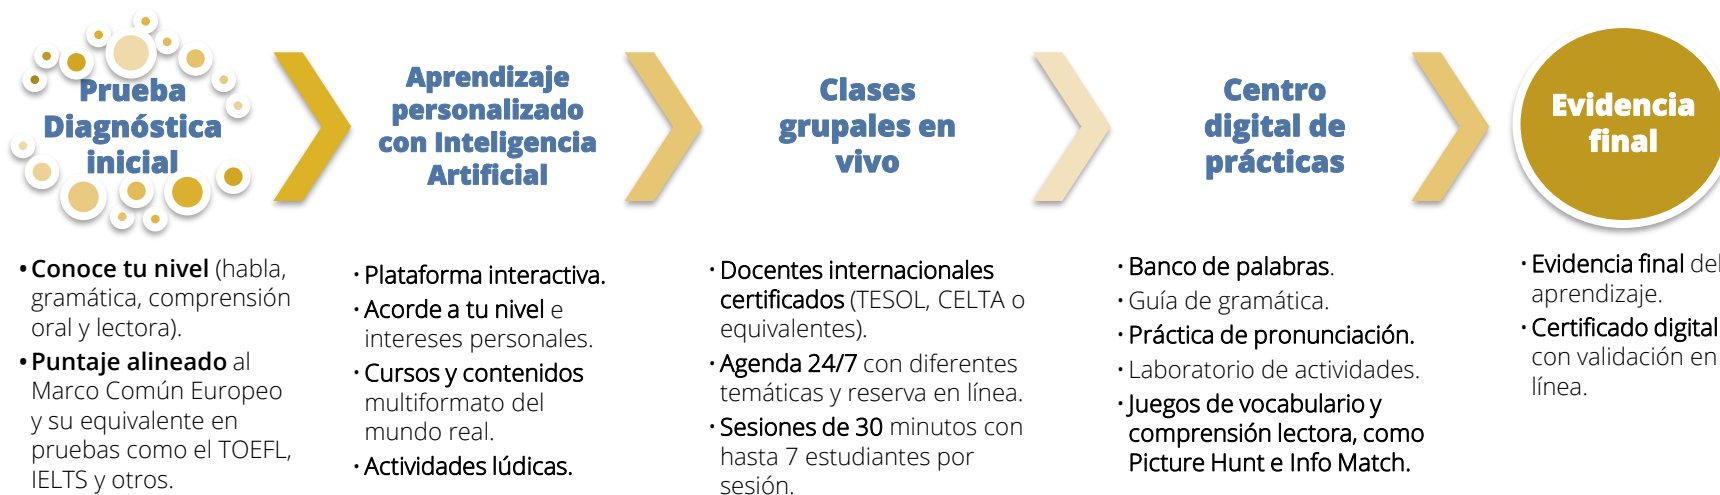 Prueba
Diagnóstica
inicial
Aprendizaje
personalizado
con Inteligencia
Artificial
Clases
grupales en
vivo
Centro
digital de
prácticas
Evidencia
final
• Conoce tu nivel (habla,
gramática, comprensión
oral y lectora).
• Puntaje alineado al
Marco Común Europeo
y su equivalente en
pruebas como el TOEFL,
IELTS y otros.
· Plataforma interactiva.
· Acorde a tu nivel e
intereses personales.
· Cursos y contenidos
multiformato del
mundo real.
· Actividades lúdicas.
· Docentes internacionales
certificados (TESOL, CELTA o
equivalentes).
· Agenda 24/7 con diferentes
temáticas y reserva en línea.
· Sesiones de 30 minutos con
hasta 7 estudiantes por
sesión.
· Banco de palabras.
· Guía de gramática.
· Práctica de pronunciación.
· Laboratorio de actividades.
· Juegos de vocabulario y
comprensión lectora, como
Picture Hunt e Info Match.
· Evidencia final del
aprendizaje.
· Certificado digital
con validación en
línea.